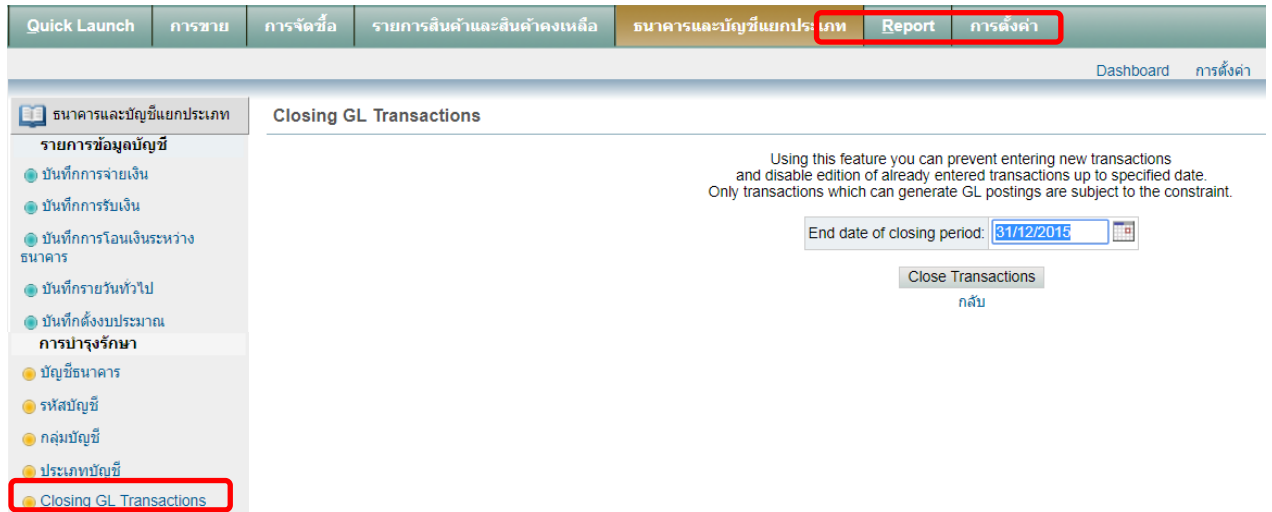 Quick Launch การขาย การจัดซื้อ รายการสินค้าและสินค้าคงเหลือ ธนาคารและบัญชีแยกประเภท Report การตั้งค่า
Dashboard การตั้งค่า
ธนาคารและบัญชีแยกประเภท
รายการข้อมูลบัญชี
บันทึกการจ่ายเงิน
บันทึกการรับเงิน
บันทึกการโอนเงินระหว่าง
ธนาคาร
บันทึกรายวันทั่วไป
บันทึกตั้งงบประมาณ
การบำรุงรักษา
บัญชีธนาคาร
รหัสบัญชี
กลุ่มบัญชี
ประเภทบัญชี
Closing GL Transactions
Closing GL Transactions
Using this feature you can prevent entering new transactions
and disable edition of already entered transactions up to specified date.
Only transactions which can generate GL postings are subject to the constraint.
End date of closing period: 31/12/2015
Close Transactions
กลับ